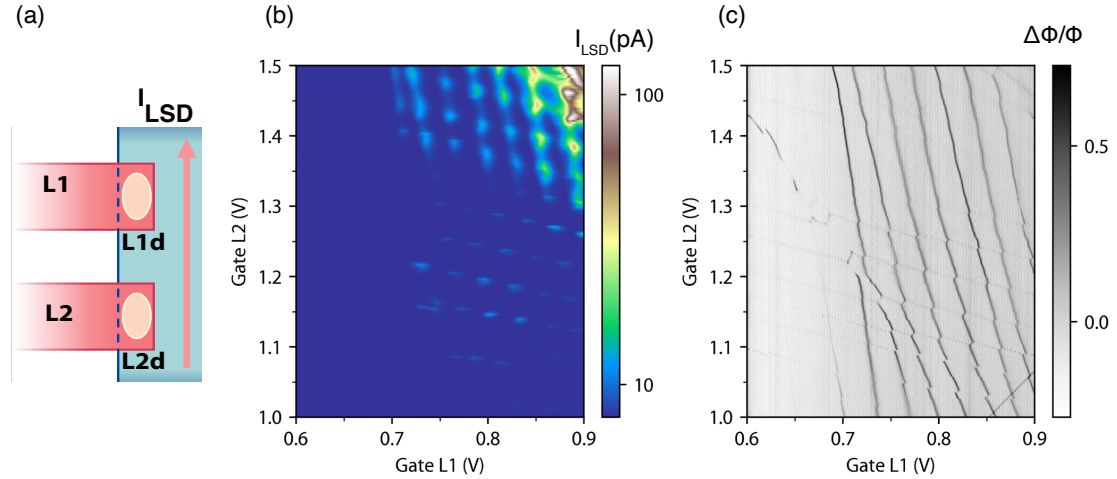 (a)
I_LSD
L1
L1d
L2
L2d
(b)
I_LSD(pA)
1.5
1.4
1.3
1.2
1.1
1.0
0.6
0.7
0.8
0.9
Gate L2 (V)
Gate L1 (V)
100
10
(c)
ΔΦ/Φ
1.5
1.4
1.3
1.2
1.1
1.0
0.6
0.7
0.8
0.9
Gate L2 (V)
Gate L1 (V)
0.5
0.0